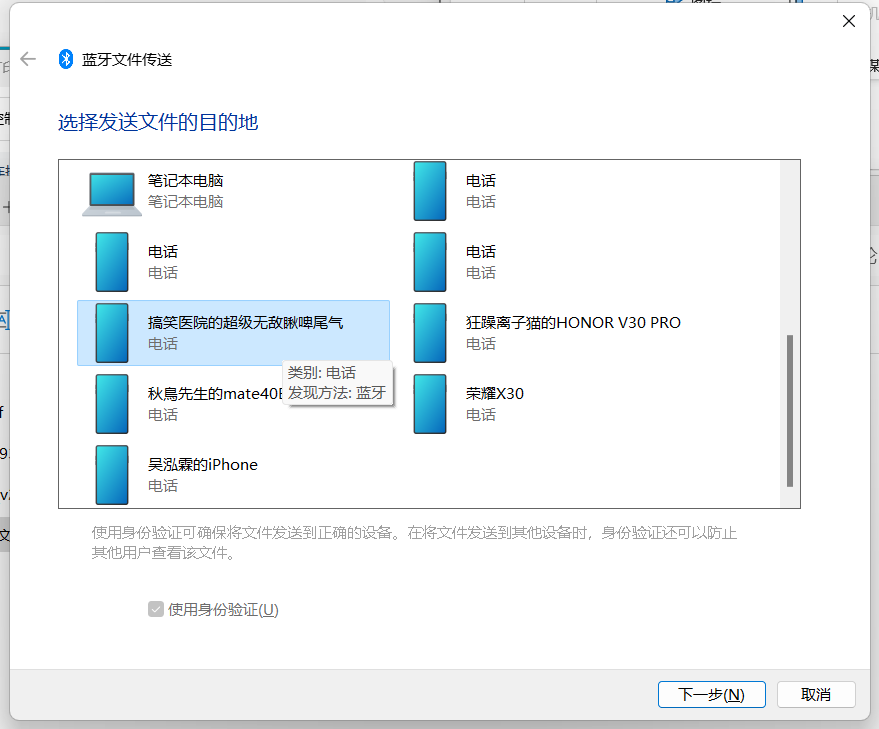 蓝牙文件传送
选择发送文件的目的地
笔记本电脑
笔记本电脑
电话
电话
电话
电话
电话
电话
搞笑医院的超级无敌瞅啤尾气
电话
狂躁离子猫的HONOR V30 PRO
电话
类别: 电话
发现方法: 蓝牙
秋鳥先生的mate40E
电话
荣耀X30
电话
吴泓霖的iPhone
电话
使用身份验证可确保将文件发送到正确的设备。在将文件发送到其他设备时，身份验证还可以防止
其他用户查看该文件。
使用身份验证(U)
下一步(N)
取消